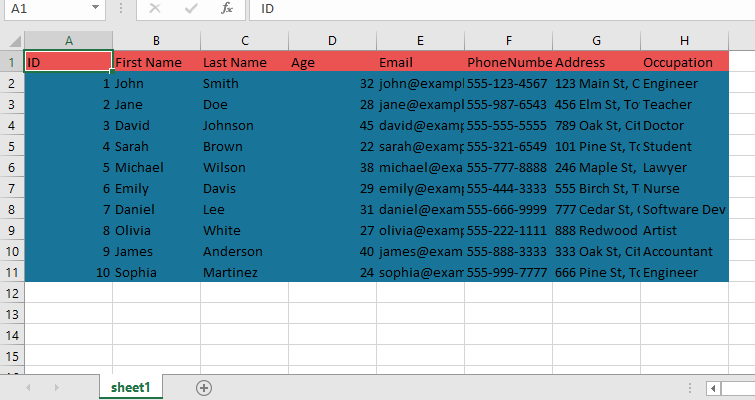 A1 fx ID
A B C D E F G H
1 ID First Name Last Name Age Email PhoneNumbe Address Occupation
2 1 John Smith 32 john@exampl 555-123-4567 123 Main St, C Engineer
3 2 Jane Doe 28 jane@exampl 555-987-6543 456 Elm St, To Teacher
4 3 David Johnson 45 david@examp 555-555-5555 789 Oak St, Cit Doctor
5 4 Sarah Brown 22 sarah@examp 555-321-6549 101 Pine St, To Student
6 5 Michael Wilson 38 michael@exa 555-777-8888 246 Maple St, Lawyer
7 6 Emily Davis 29 emily@examp 555-444-3333 555 Birch St, T Nurse
8 7 Daniel Lee 31 daniel@exam 555-666-9999 777 Cedar St, Software Dev
9 8 Olivia White 27 olivia@exam 555-222-1111 888 Redwood Artist
10 9 James Anderson 40 james@exam 555-888-3333 333 Oak St, Cit Accountant
11 10 Sophia Martinez 24 sophia@exam 555-999-7777 666 Pine St, To Engineer
12
13
14
15
sheet1